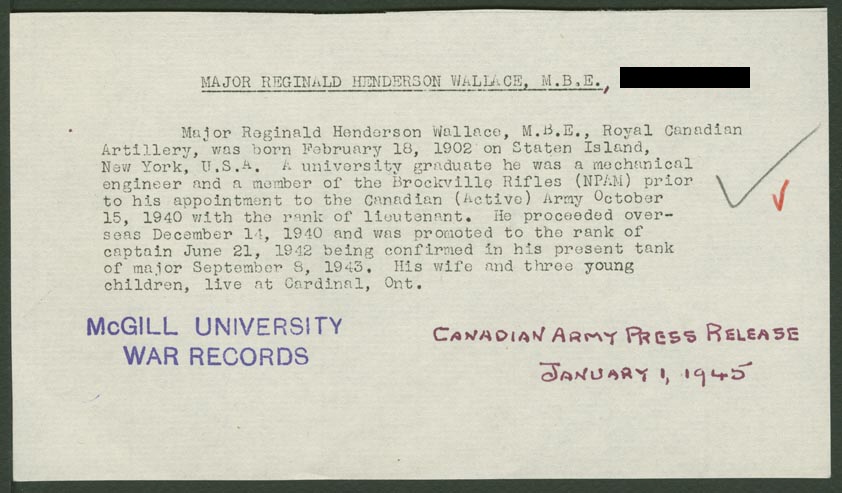 MAJOR REGINALD HENDERSON WALLACE, M.B.E.,
Major Reginald Henderson Wallace, M.B.E., Royal Canadian
Artillery, was born February 18, 1902 on Staten Island,
New York, U.S.A. A university graduate he was a mechanical
engineer and a member of the Brockville Rifles (NPAM) prior
to his appointment to the Canadian (Active) Army October
15, 1940 with the rank of lieutenant. He proceeded over-
seas December 14, 1940 and was promoted to the rank of
captain June 21, 1942 being confirmed in his present tank
of major September 8, 1943. His wife and three young
children, live at Cardinal, Ont.
McGILL UNIVERSITY
WAR RECORDS
CANADIAN ARMY PRESS RELEASE
JANUARY 1, 1945